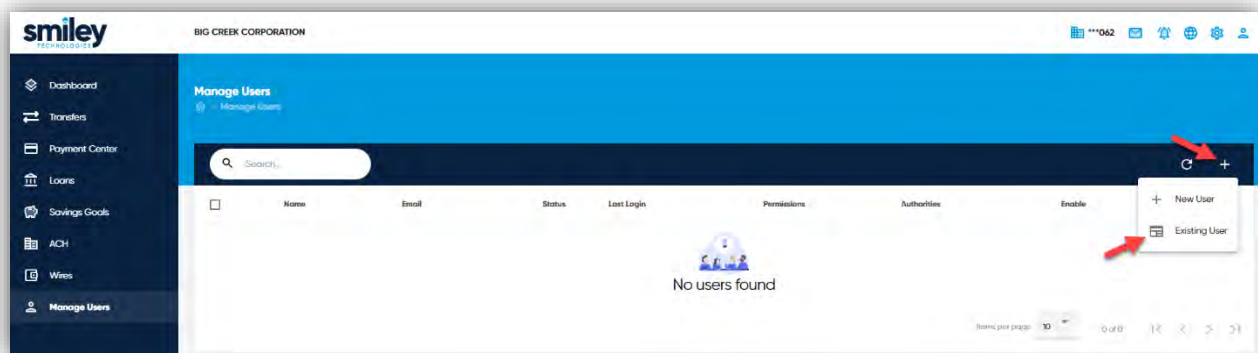 smiley
TECHNOLOGIES
BIG CREEK CORPORATION
***062
Dashboard
Transfers
Payment Center
Loans
Savings Goals
ACH
Wires
Manage Users
Manage Users
Manage Users
Search...
Name Email Status Last Login Permissions Authorities Enable
New User
Existing User
No users found
Items per page: 10 0 of 0